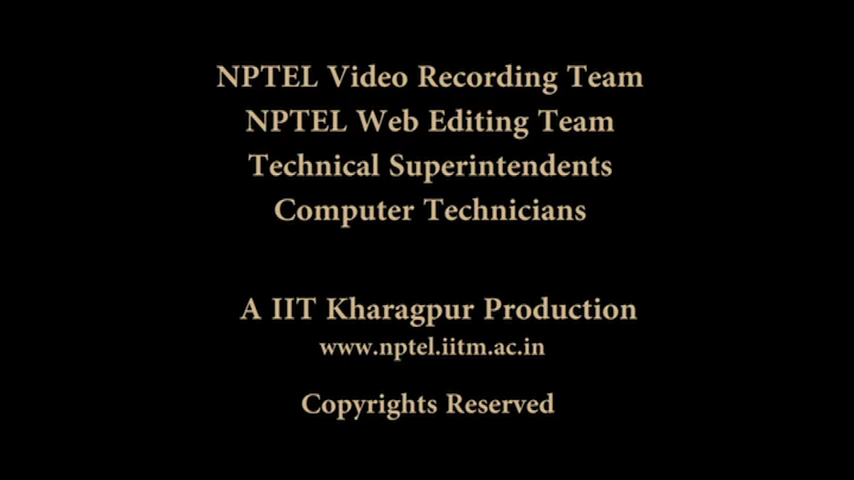 NPTEL Video Recording Team
NPTEL Web Editing Team
Technical Superintendents
Computer Technicians
A IIT Kharagpur Production
www.nptel.iitm.ac.in
Copyrights Reserved